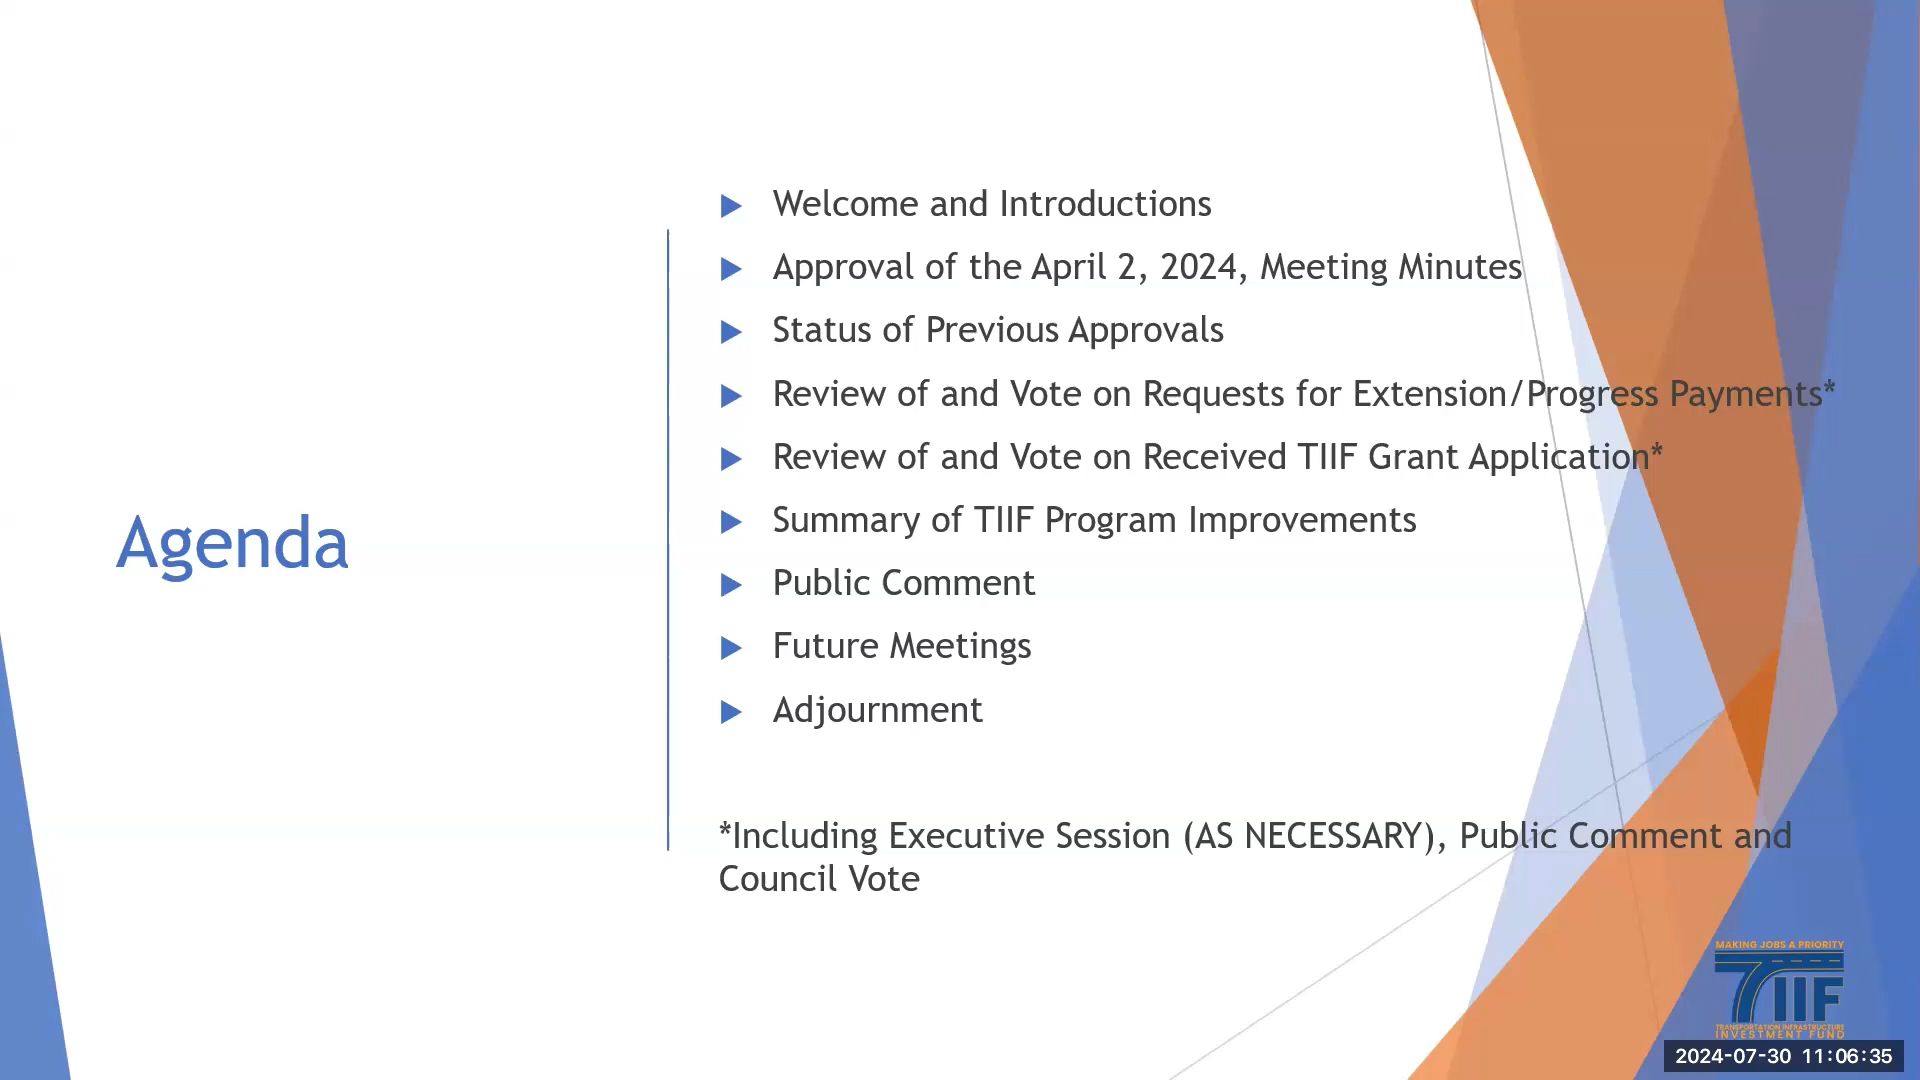 Agenda
Welcome and Introductions
Approval of the April 2, 2024, Meeting Minutes
Status of Previous Approvals
Review of and Vote on Requests for Extension/Progress Payments*
Review of and Vote on Received TIIF Grant Application*
Summary of TIIF Program Improvements
Public Comment
Future Meetings
Adjournment
*Including Executive Session (AS NECESSARY), Public Comment and
Council Vote
MAKING JOBS A PRIORITY
TIIF
TRANSPORTATION INFRASTRUCTURE
INVESTMENT FUND
2024-07-30 11:06:35